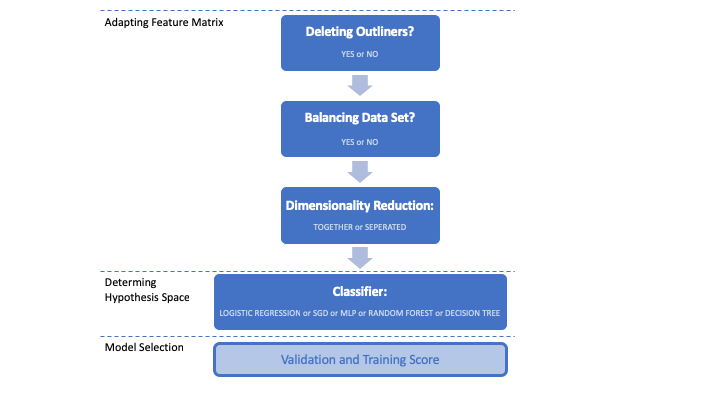 Adapting Feature Matrix
Deleting Outliners?
YES or NO
Balancing Data Set?
YES or NO
Dimensionality Reduction:
TOGETHER or SEPERATED
Determing
Hypothesis Space
Classifier:
LOGISTIC REGRESSION or SGD or MLP or RANDOM FOREST or DECISION TREE
Model Selection
Validation and Training Score